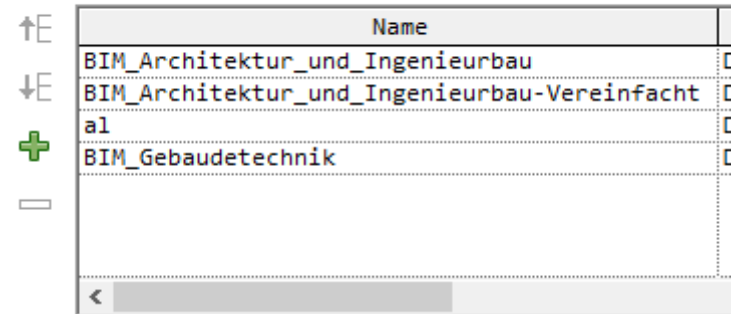 Name
BIM_Architektur_und_Ingenieurbau
BIM_Architektur_und_Ingenieurbau-Vereinfacht
al
BIM_Gebaudetechnik